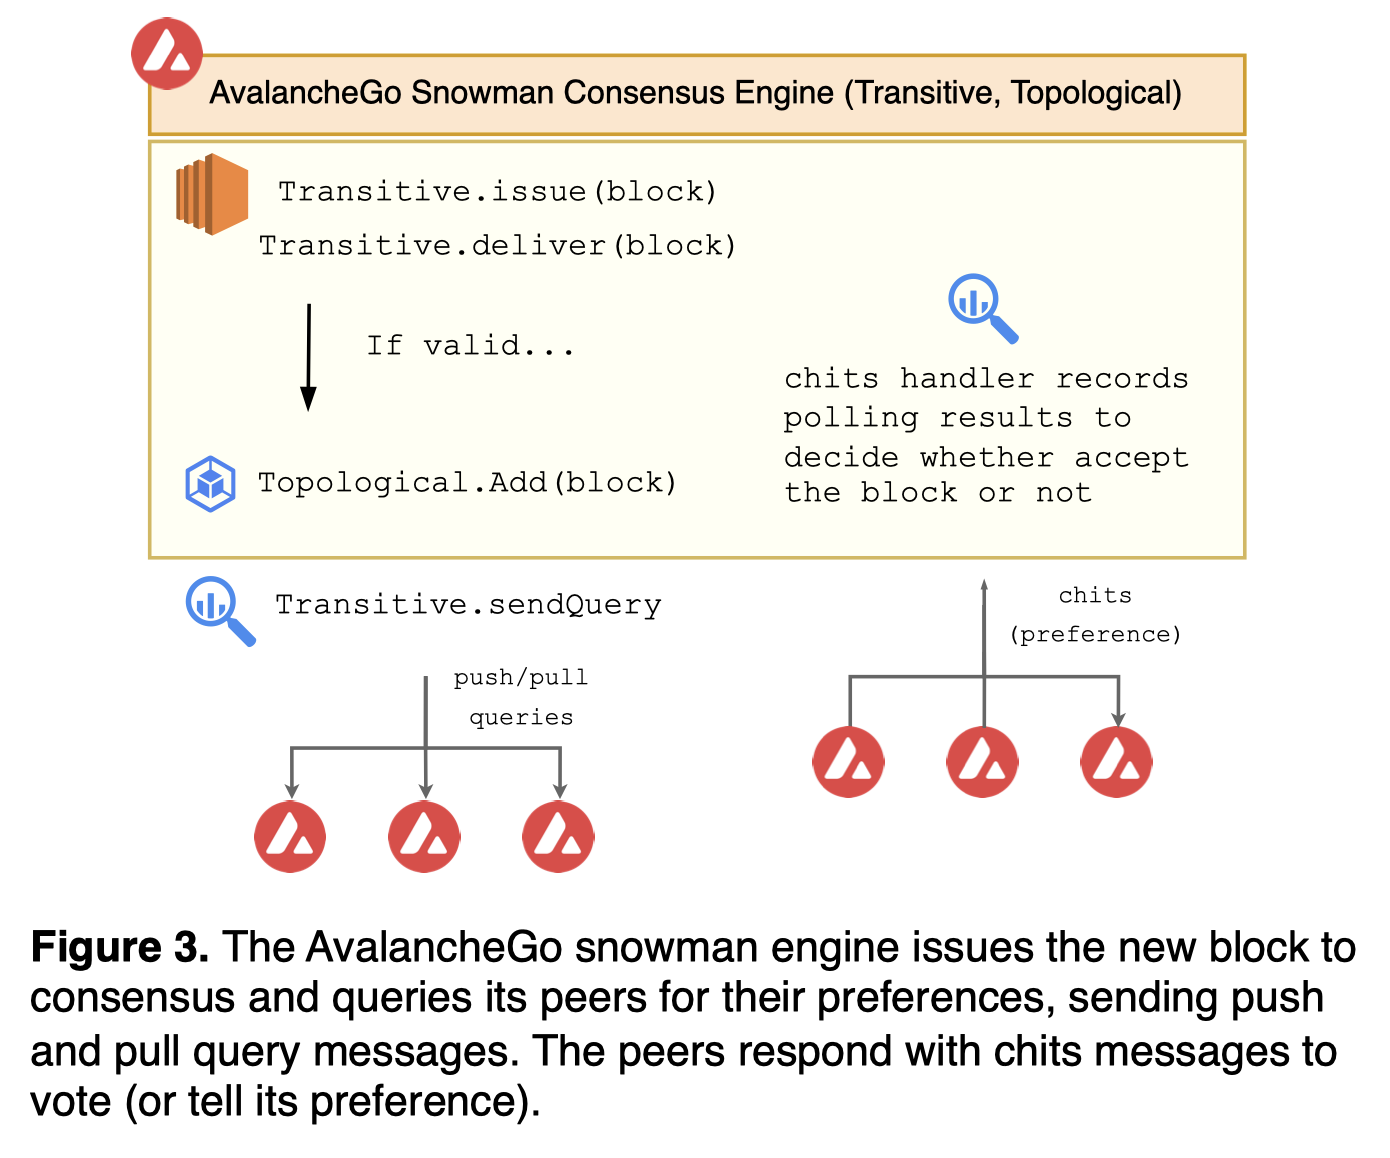 AvalancheGo Snowman Consensus Engine (Transitive, Topological)
Transitive.issue(block)
Transitive.deliver(block)
If valid...
Topological.Add(block)
chits handler records
polling results to
decide whether accept
the block or not
Transitive.sendQuery
push/pull
queries
chits
(preference)
Figure 3. The AvalancheGo snowman engine issues the new block to
consensus and queries its peers for their preferences, sending push
and pull query messages. The peers respond with chits messages to
vote (or tell its preference).